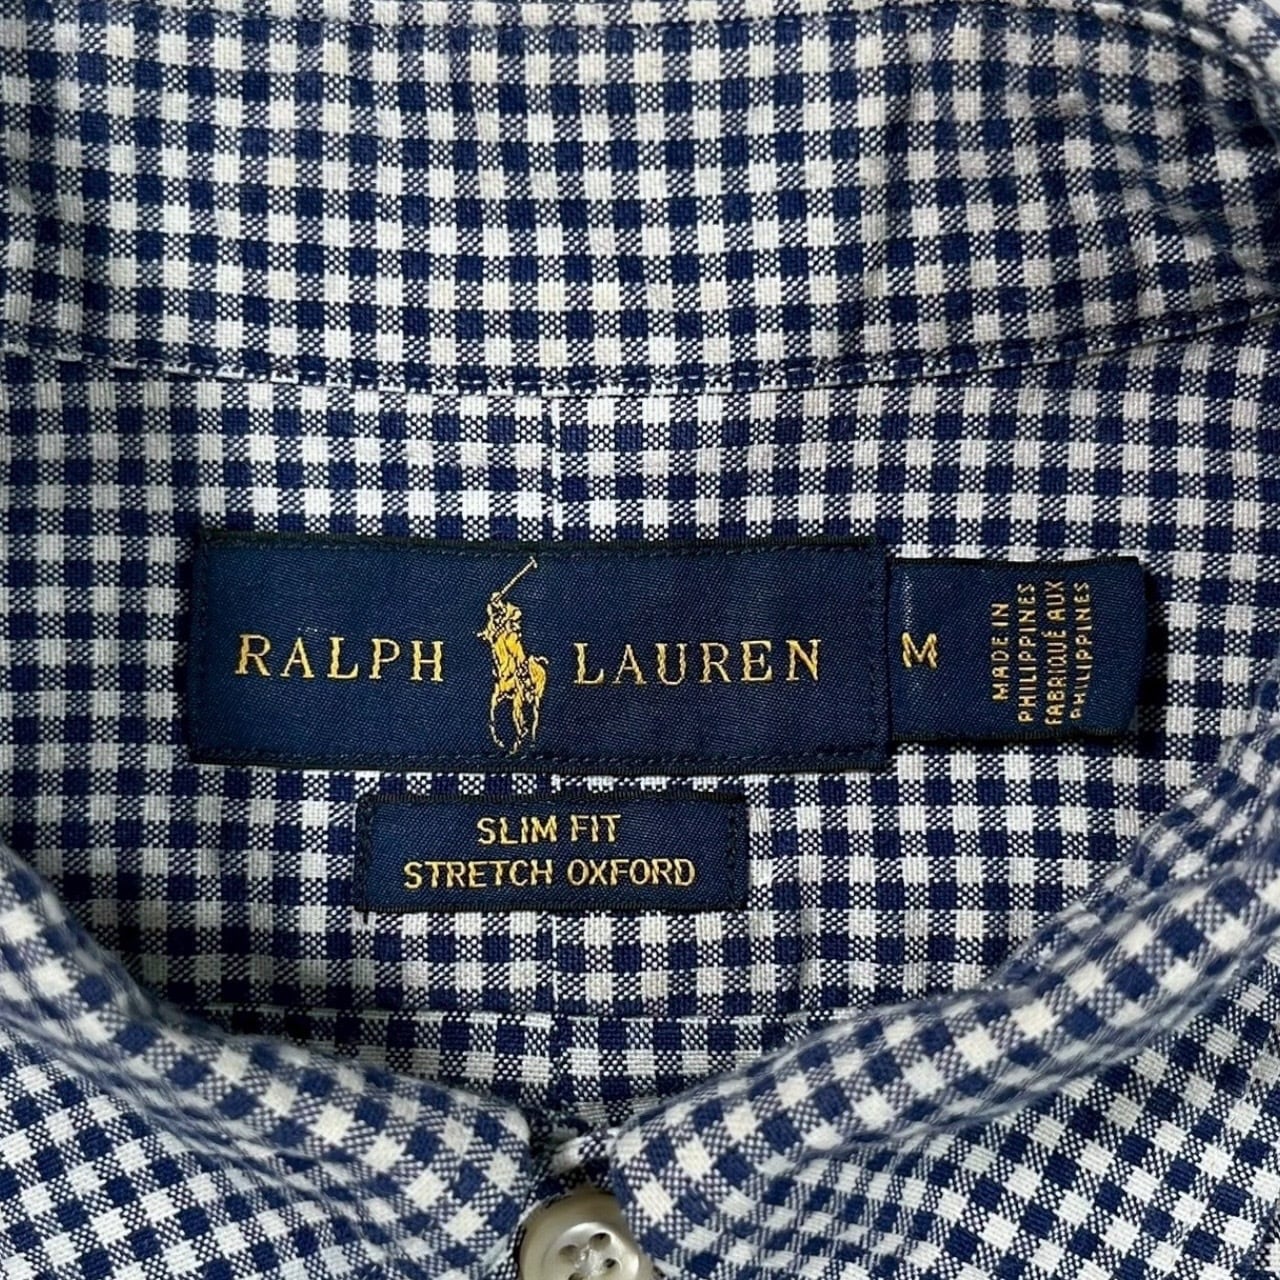 RALPH LAUREN
M
MADE IN
PHILIPPINES
FABRIQUÉ AUX
PHILIPPINES
SLIM FIT
STRETCH OXFORD